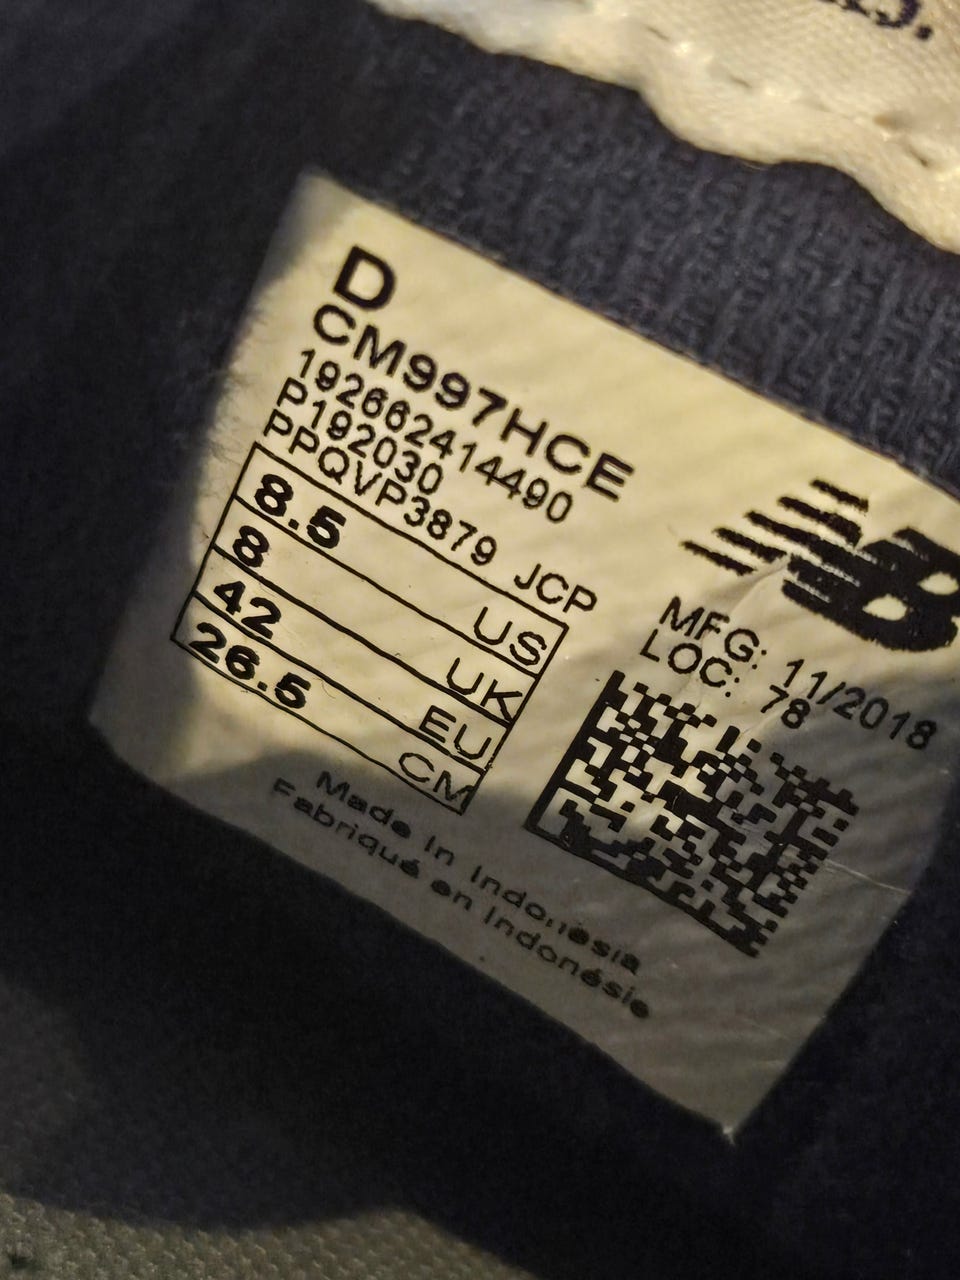 D
CM997HCE
192662414490
P192030
PPQVP3879 JCP
8.5 US
8 UK
42 EU
26.5 CM
NB
MFG: 11/2018
LOC: 78
Made In Indonesia
Fabriqué en Indonésie